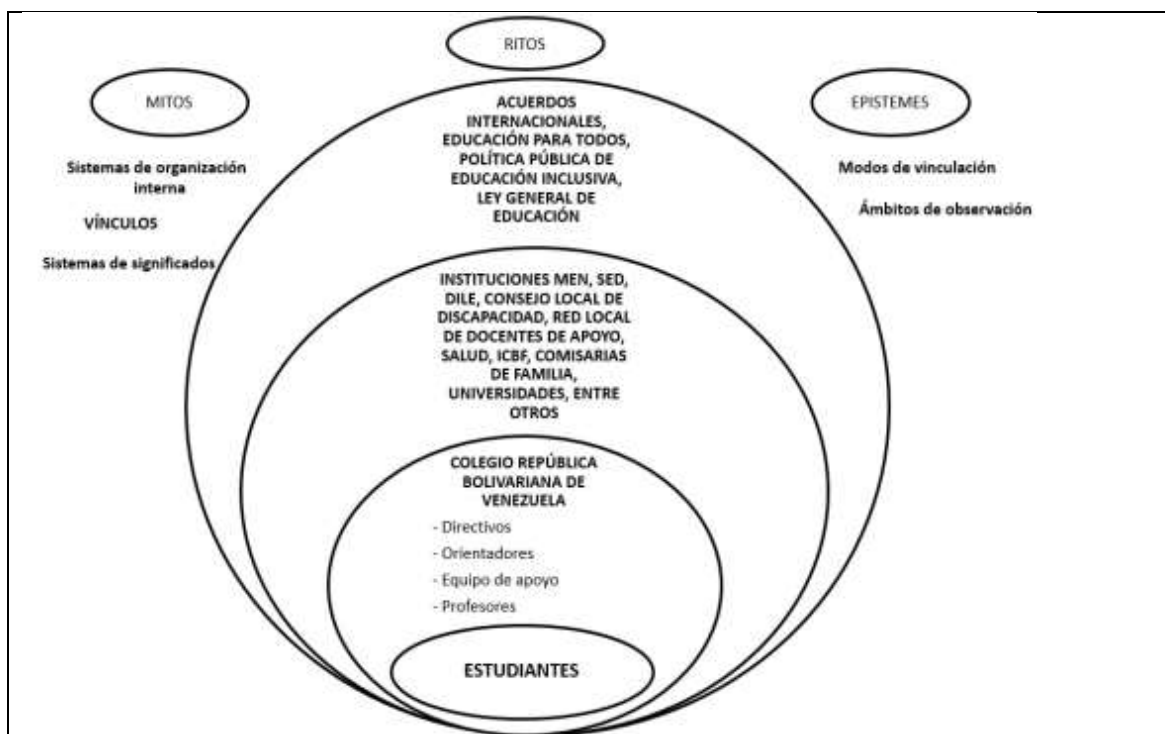 RITOS
MITOS
EPISTEMES
Sistemas de organización
interna
VÍNCULOS
Sistemas de significados
ACUERDOS
INTERNACIONALES,
EDUCACIÓN PARA TODOS,
POLÍTICA PÚBLICA DE
EDUCACIÓN INCLUSIVA,
LEY GENERAL DE
EDUCACIÓN
Modos de vinculación
Ámbitos de observación
INSTITUCIONES MEN, SED,
DILE, CONSEJO LOCAL DE
DISCAPACIDAD, RED LOCAL
DE DOCENTES DE APOYO,
SALUD, ICBF, COMISARIAS
DE FAMILIA,
UNIVERSIDADES, ENTRE
OTROS
COLEGIO REPÚBLICA
BOLIVARIANA DE
VENEZUELA
- Directivos
- Orientadores
- Equipo de apoyo
- Profesores
ESTUDIANTES